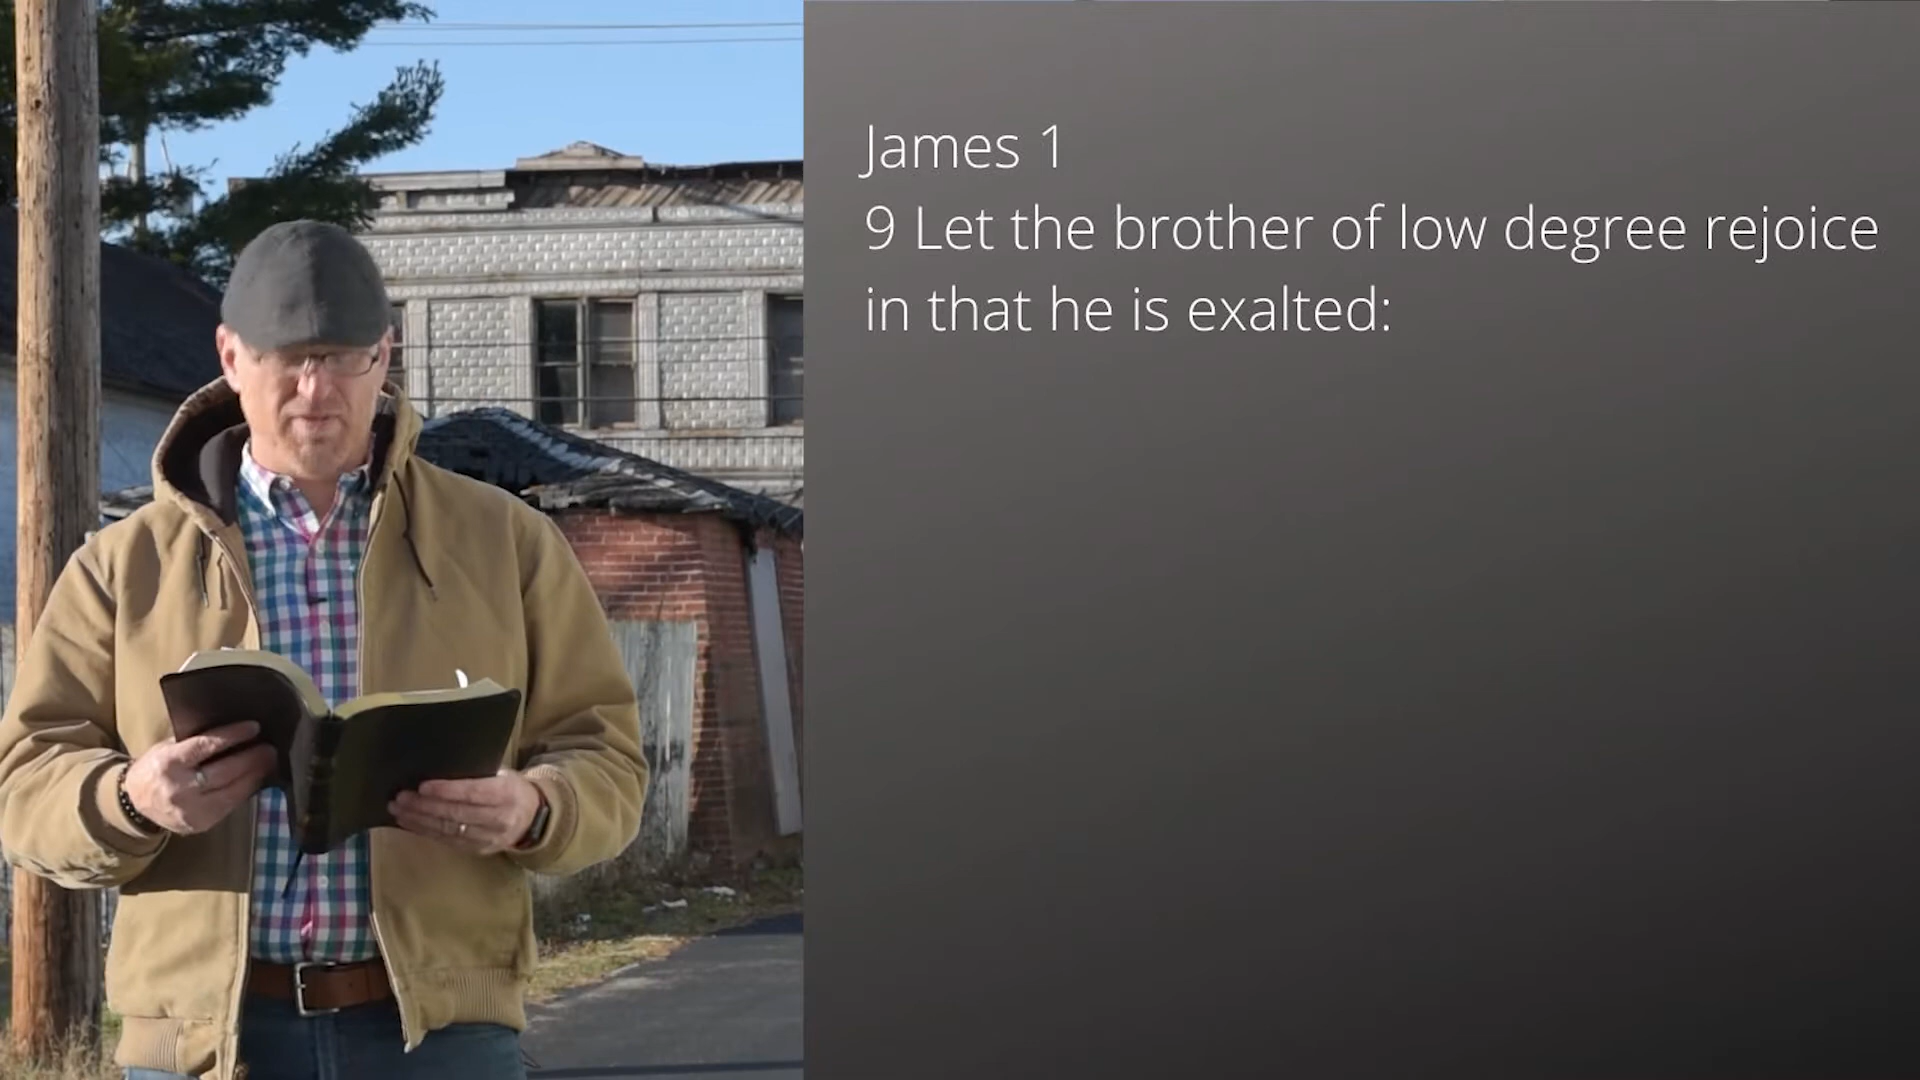 James 1
9 Let the brother of low degree rejoice
in that he is exalted: